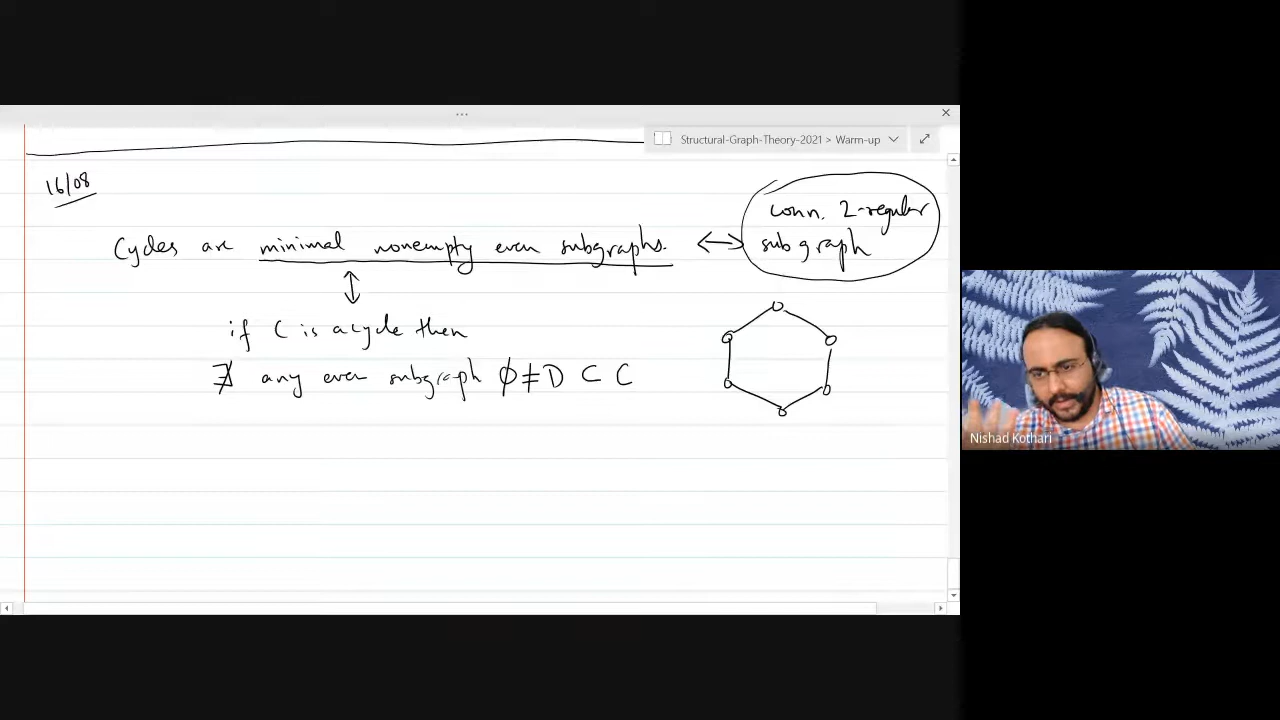 Structural-Graph-Theory-2021 > Warm-up
16/08
Cycles are minimal nonempty even subgraphs. ↔ conn. 2-regular
subgraph
↕
if C is a cycle then
∄ any even subgraph ϕ≠D ⊂ C
Nishad Kothari